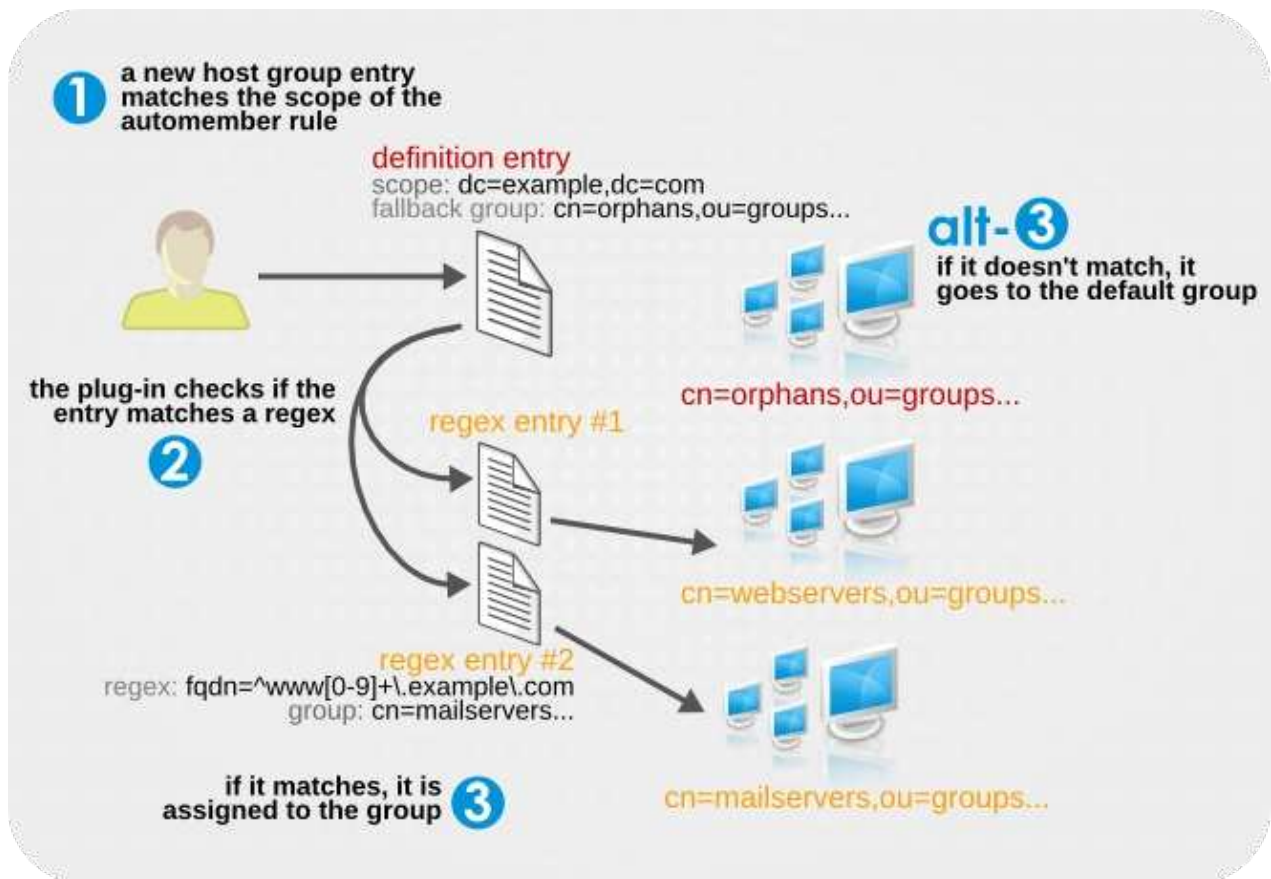 1
a new host group entry
matches the scope of the
automember rule
definition entry
scope: dc=example,dc=com
fallback group: cn=orphans,ou=groups...
alt-3
if it doesn't match, it
goes to the default group
the plug-in checks if the
entry matches a regex
2
cn=orphans,ou=groups...
regex entry #1
cn=webservers,ou=groups...
regex entry #2
regex: fqdn=^www[0-9]+\.example\.com
group: cn=mailservers...
if it matches, it is
assigned to the group
3
cn=mailservers,ou=groups...